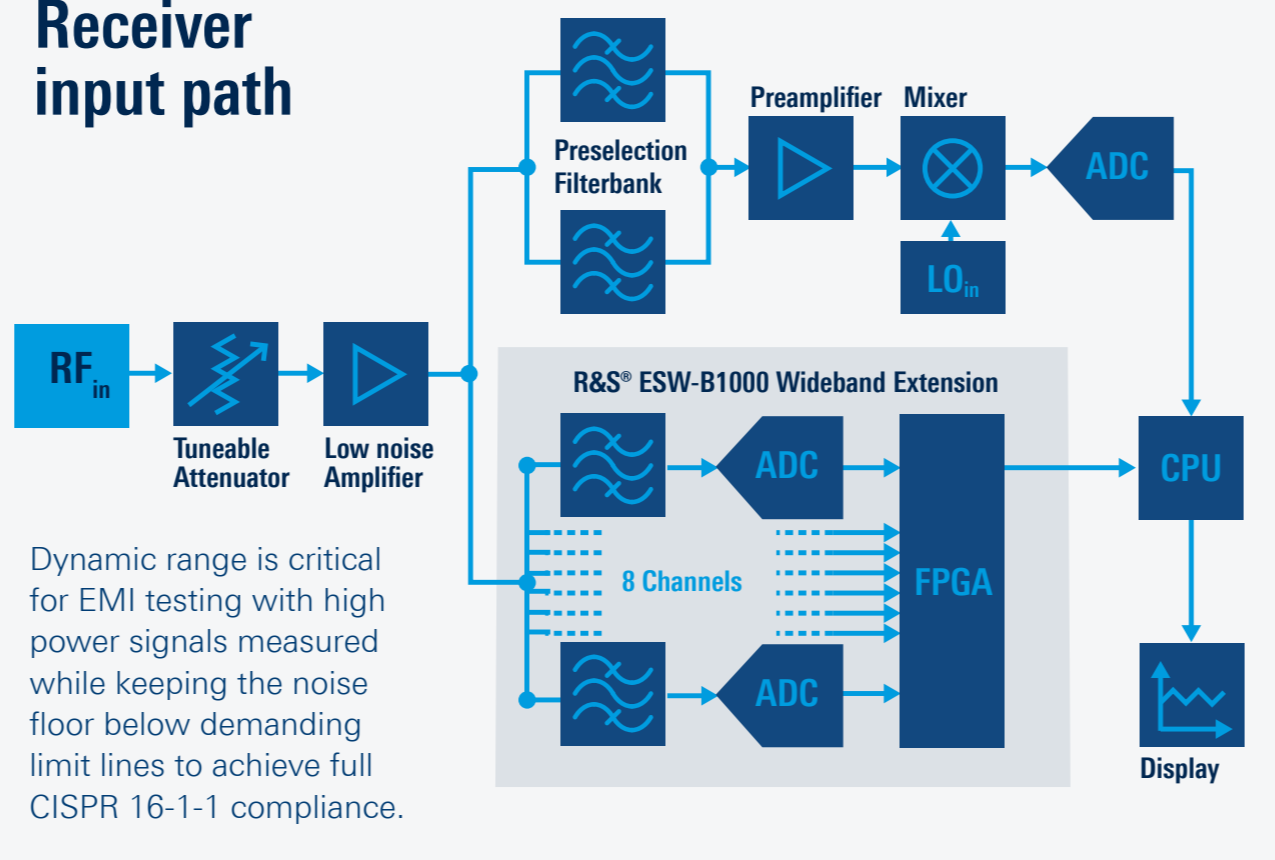 Receiver
input path
Preselection
Filterbank
Preamplifier
Mixer
ADC
LOin
RFin
Tuneable
Attenuator
Low noise
Amplifier
R&S® ESW-B1000 Wideband Extension
ADC
8 Channels
FPGA
ADC
CPU
Display
Dynamic range is critical
for EMI testing with high
power signals measured
while keeping the noise
floor below demanding
limit lines to achieve full
CISPR 16-1-1 compliance.